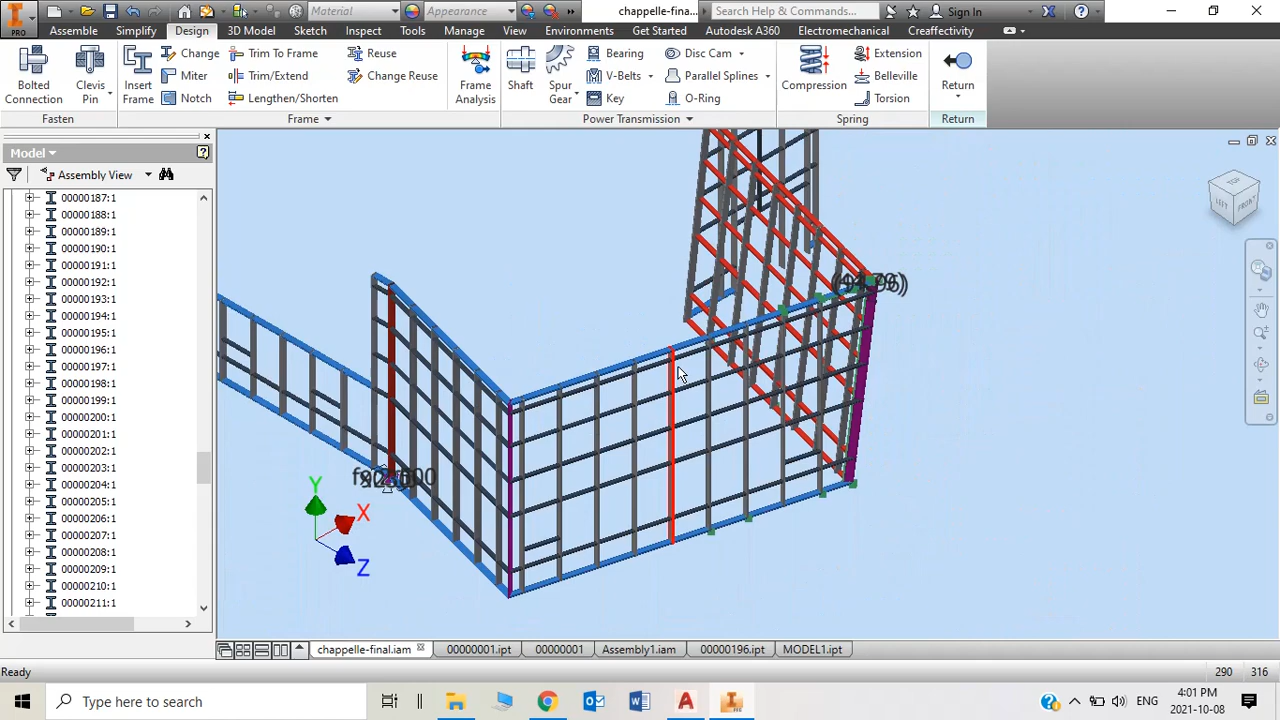 Material
Appearance
chappelle-fina...
Search Help & Commands...
Sign In
PRO
Assemble
Simplify
Design
3D Model
Sketch
Inspect
Tools
Manage
View
Environments
Get Started
Autodesk A360
Electromechanical
Creaffectivity
Bolted Connection
Clevis Pin
Insert Frame
Change
Miter
Notch
Trim To Frame
Trim/Extend
Lengthen/Shorten
Reuse
Change Reuse
Frame Analysis
Shaft
Spur Gear
Bearing
V-Belts
Key
Disc Cam
Parallel Splines
O-Ring
Compression
Extension
Belleville
Torsion
Return
Fasten
Frame
Power Transmission
Spring
Return
Model
Assembly View
00000187:1
00000188:1
00000189:1
00000190:1
00000191:1
00000192:1
00000193:1
00000194:1
00000195:1
00000196:1
00000197:1
00000198:1
00000199:1
00000200:1
00000201:1
00000202:1
00000203:1
00000204:1
00000205:1
00000206:1
00000207:1
00000208:1
00000209:1
00000210:1
00000211:1
TOP
LEFT
FRONT
Y
X
Z
chappelle-final.iam
00000001.ipt
00000001
Assembly1.iam
00000196.ipt
MODEL1.ipt
Ready
290
316
Type here to search
ENG
4:01 PM
2021-10-08